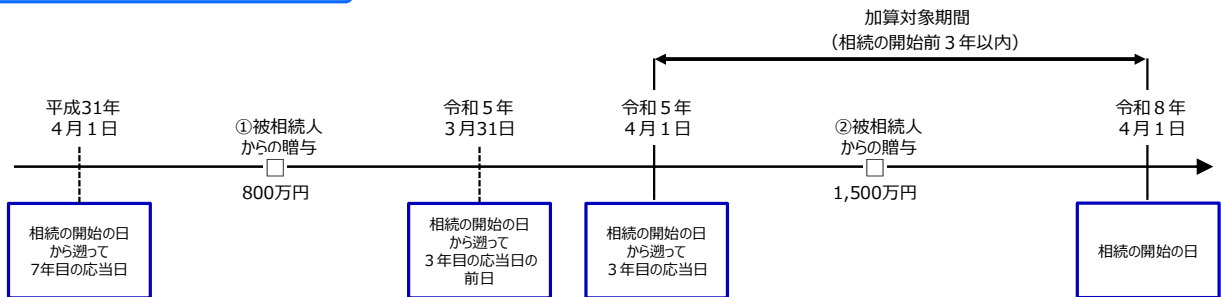 加算対象期間
（相続の開始前３年以内）
平成31年
４月１日
①被相続人
からの贈与
800万円
令和５年
３月31日
令和５年
４月１日
②被相続人
からの贈与
1,500万円
令和８年
４月１日
相続の開始の日
から遡って
7年目の応当日
相続の開始の日
から遡って
３年目の応当日の
前日
相続の開始の日
から遡って
３年目の応当日
相続の開始の日